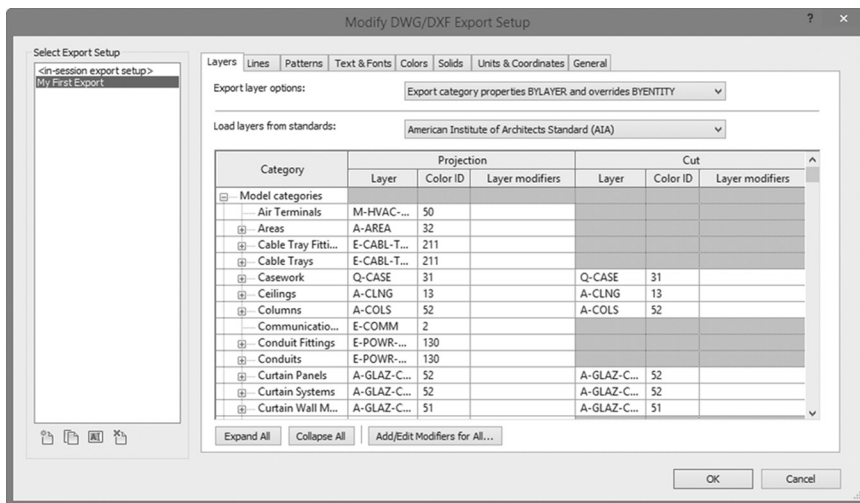 Modify DWG/DXF Export Setup
? ×
Select Export Setup
<in-session export setup>
My First Export
Layers Lines Patterns Text & Fonts Colors Solids Units & Coordinates General
Export layer options: Export category properties BYLAYER and overrides BYENTITY
Load layers from standards: American Institute of Architects Standard (AIA)
Category Projection Cut
Layer Color ID Layer modifiers Layer Color ID Layer modifiers
Model categories
Air Terminals M-HVAC-... 50
Areas A-AREA 32
Cable Tray Fitti... E-CABL-T... 211
Cable Trays E-CABL-T... 211
Casework Q-CASE 31 Q-CASE 31
Ceilings A-CLNG 13 A-CLNG 13
Columns A-COLS 52 A-COLS 52
Communicatio... E-COMM 2
Conduit Fittings E-POWR-... 130
Conduits E-POWR-... 130
Curtain Panels A-GLAZ-C... 52 A-GLAZ-C... 52
Curtain Systems A-GLAZ-C... 52 A-GLAZ-C... 52
Curtain Wall M... A-GLAZ-C... 51 A-GLAZ-C... 51
Expand All Collapse All Add/Edit Modifiers for All...
OK Cancel